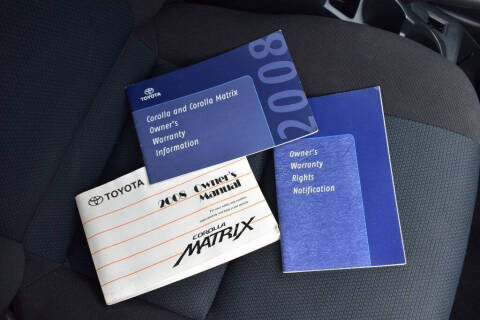 TOYOTA
Corolla and Corolla Matrix
Owner's
Warranty
Information
2008
Owner's
Warranty
Rights
Notification
TOYOTA
2008 Owner's
Manual
COROLLA
MATRIX